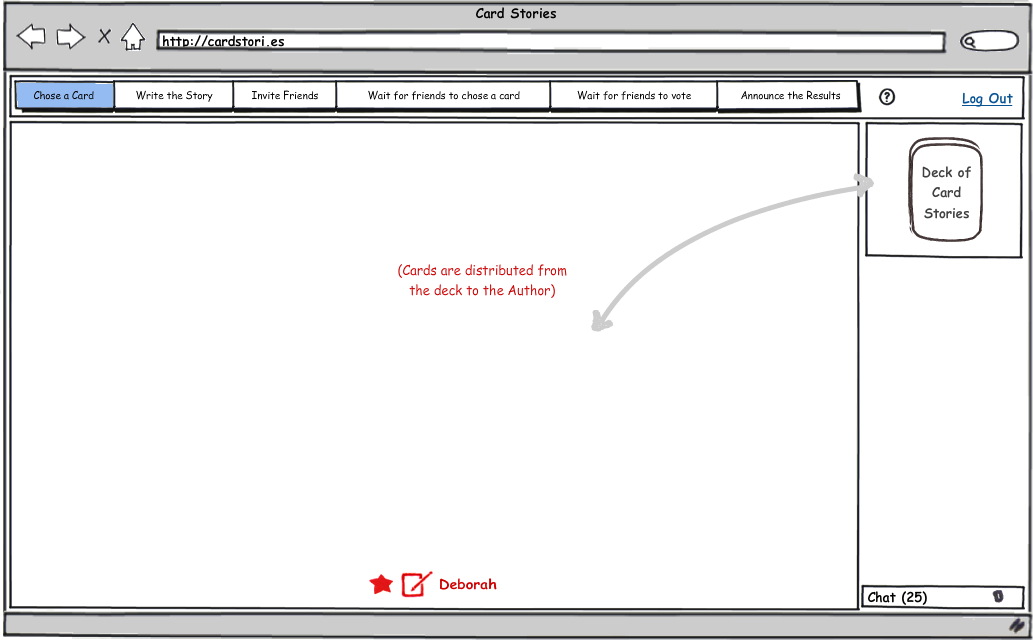 Card Stories
http://cardstori.es
Chose a Card
Write the Story
Invite Friends
Wait for friends to chose a card
Wait for friends to vote
Announce the Results
?
Log Out
Deck of
Card
Stories
(Cards are distributed from
the deck to the Author)
Deborah
Chat (25)